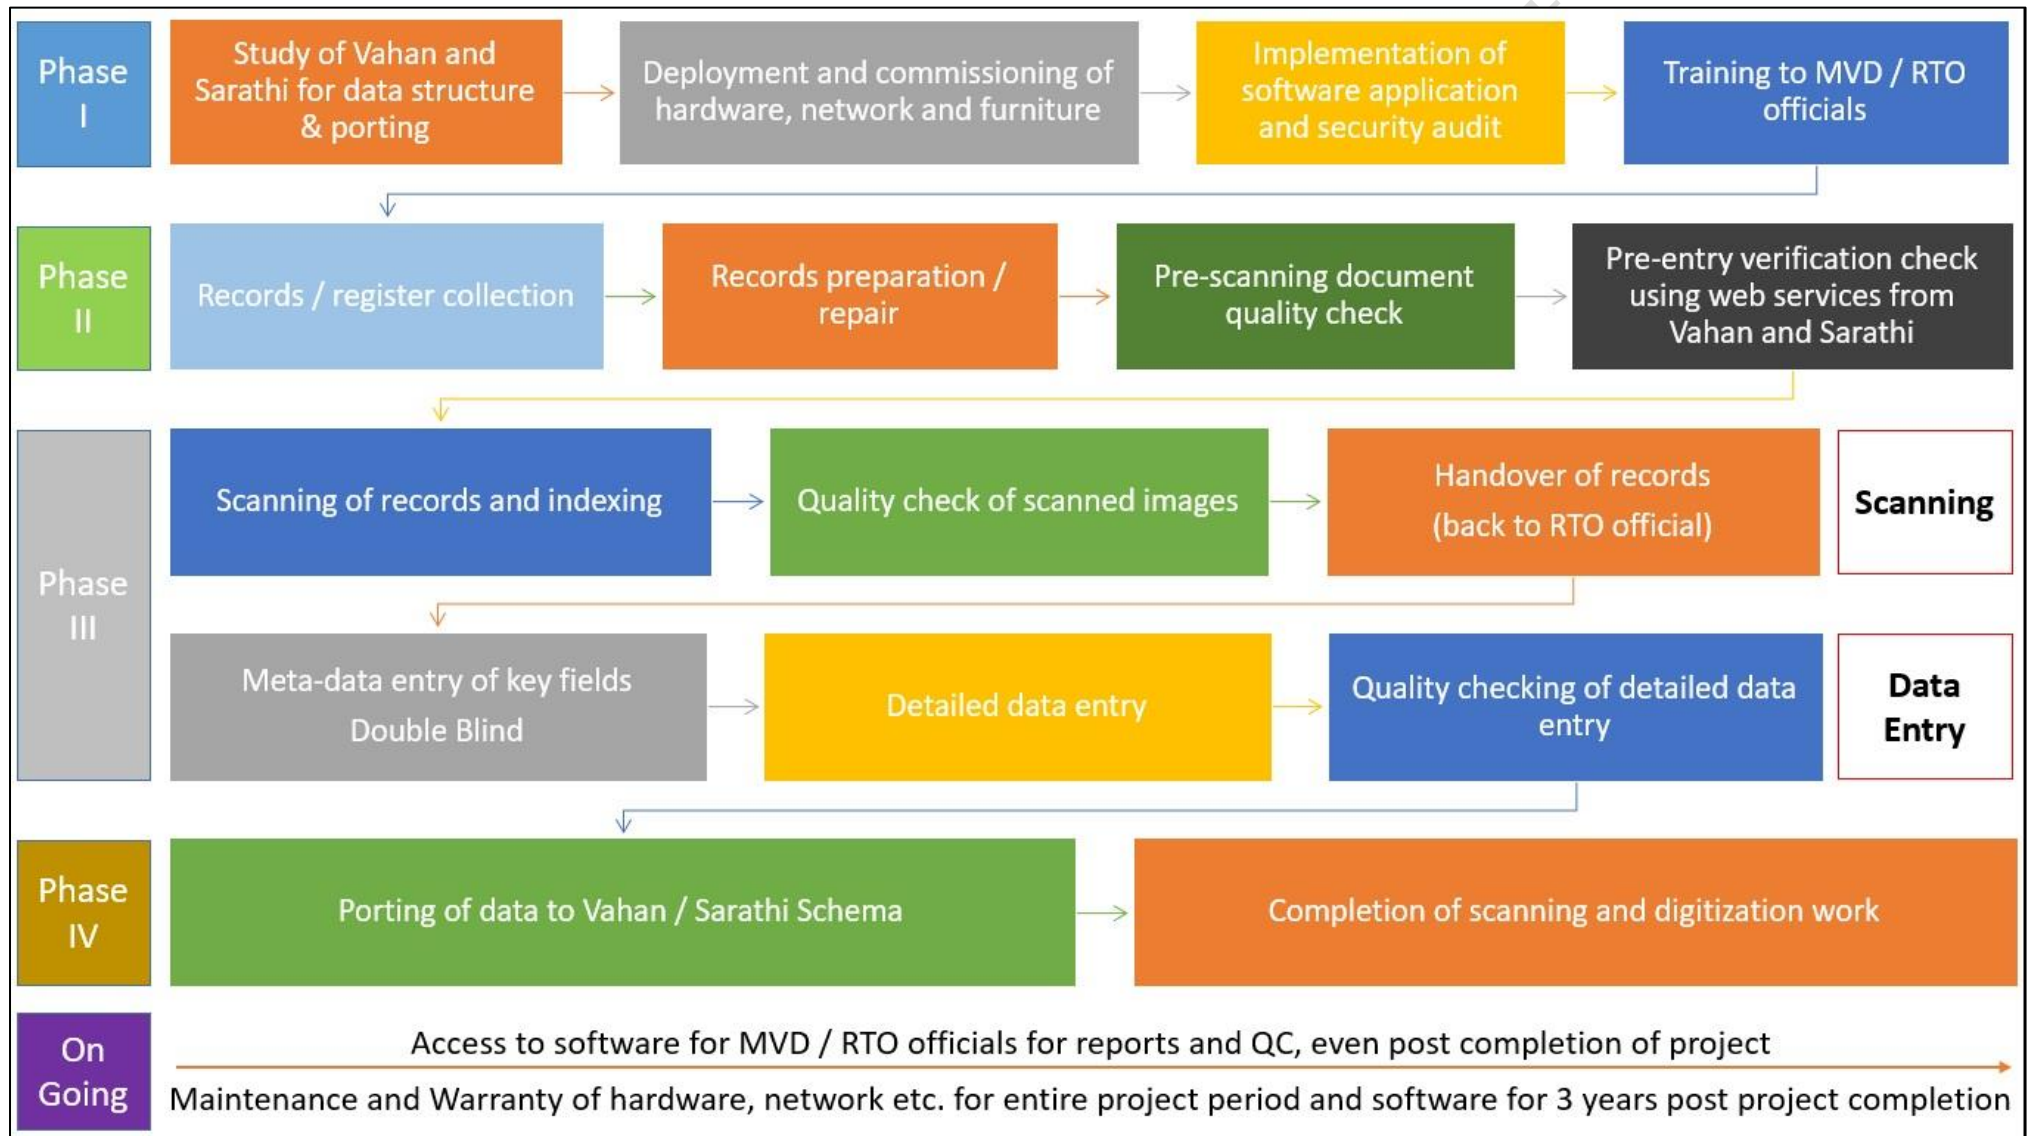 Phase
I
Study of Vahan and
Sarathi for data structure
& porting
Deployment and commissioning of
hardware, network and furniture
Implementation of
software application
and security audit
Training to MVD / RTO
officials
Phase
II
Records / register collection
Records preparation /
repair
Pre-scanning document
quality check
Pre-entry verification check
using web services from
Vahan and Sarathi
Phase
III
Scanning of records and indexing
Quality check of scanned images
Handover of records
(back to RTO official)
Scanning
Meta-data entry of key fields
Double Blind
Detailed data entry
Quality checking of detailed data
entry
Data
Entry
Phase
IV
Porting of data to Vahan / Sarathi Schema
Completion of scanning and digitization work
On
Going
Access to software for MVD / RTO officials for reports and QC, even post completion of project
Maintenance and Warranty of hardware, network etc. for entire project period and software for 3 years post project completion